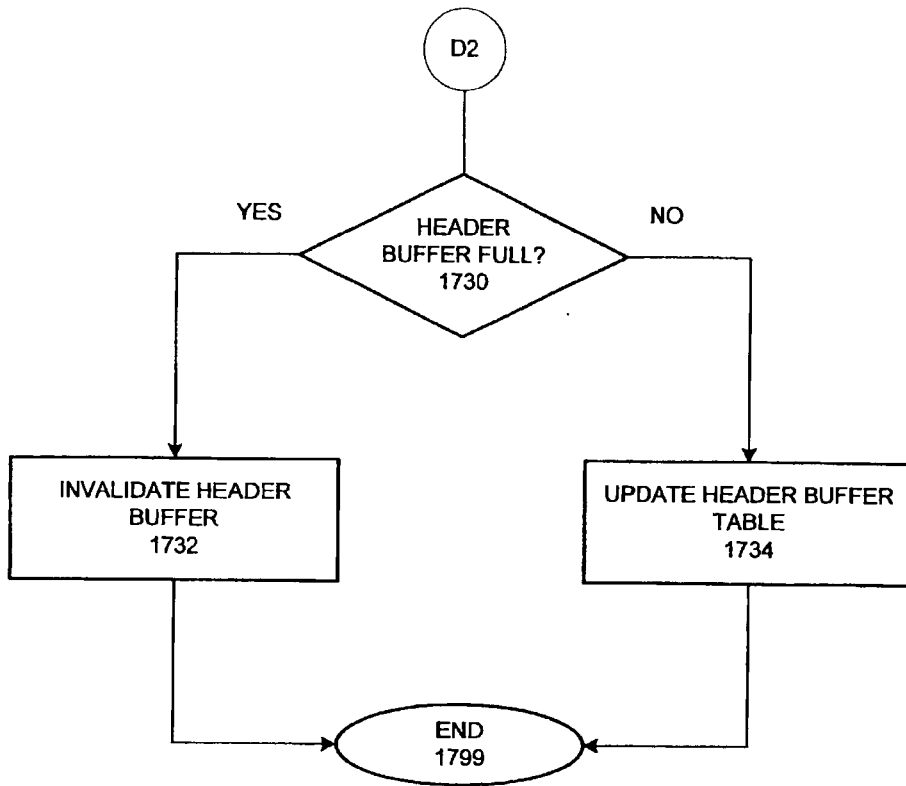 D2
YES
NO
HEADER
BUFFER FULL?
1730
INVALIDATE HEADER
BUFFER
1732
UPDATE HEADER BUFFER
TABLE
1734
END
1799